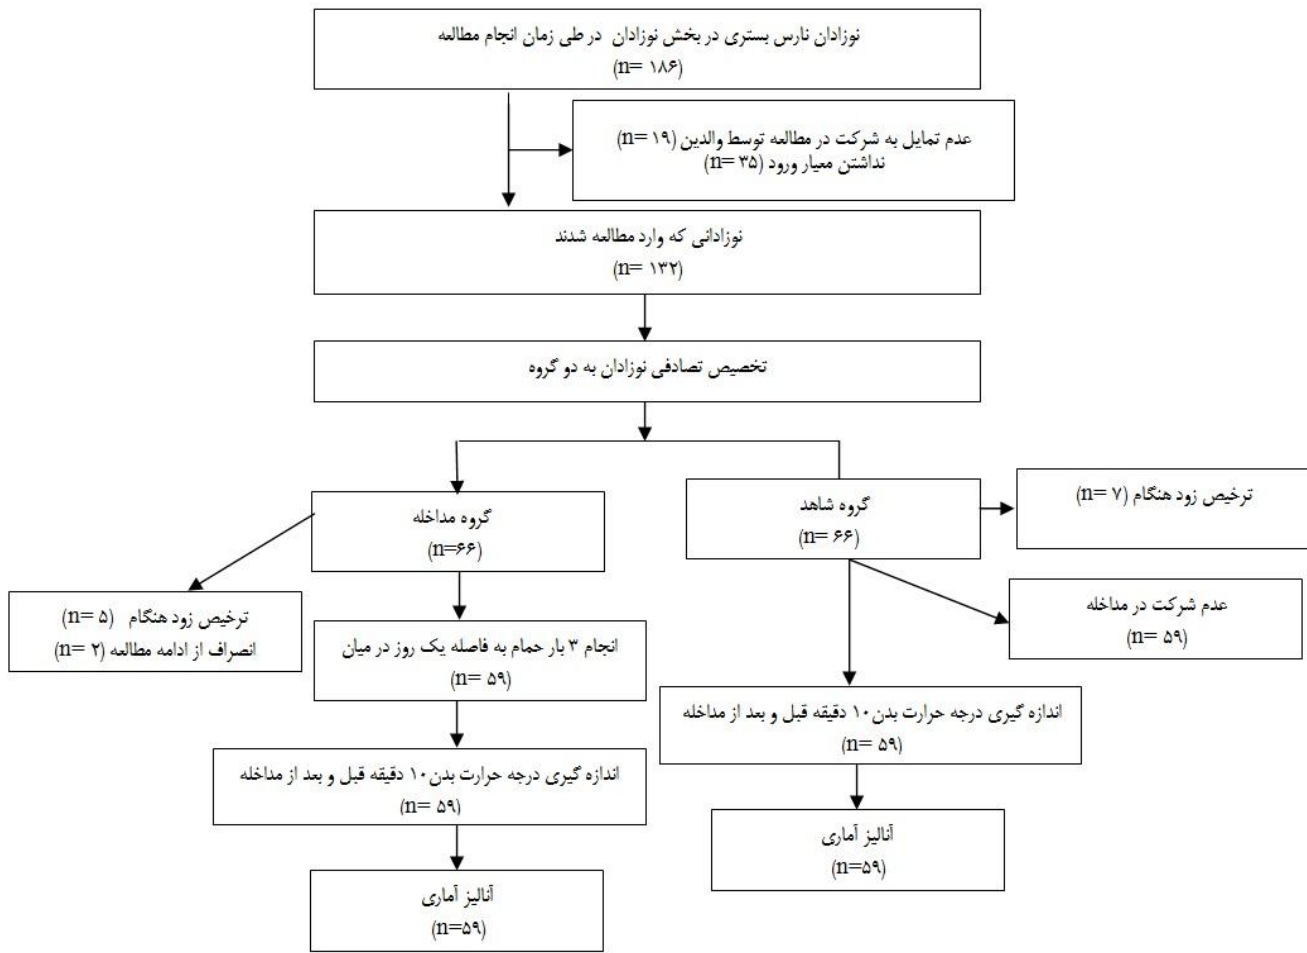 نوزادان نارس بستری در بخش نوزادان در طی زمان انجام مطالعه
(n= ۱۸۶)
عدم تمایل به شرکت در مطالعه توسط والدین (n= ۱۹)
نداشتن معیار ورود (n= ۳۵)
نوزادانی که وارد مطالعه شدند
(n= ۱۳۲)
تخصیص تصادفی نوزادان به دو گروه
گروه شاهد
(n= ۶۶)
ترخیص زود هنگام (n= ۷)
عدم شرکت در مداخله
(n= ۵۹)
اندازه گیری درجه حرارت بدن۱۰ دقیقه قبل و بعد از مداخله
(n= ۵۹)
آنالیز آماری
(n=۵۹)
گروه مداخله
(n=۶۶)
ترخیص زود هنگام (n= ۵)
انصراف از ادامه مطالعه (n= ۲)
انجام ۳ بار حمام به فاصله یک روز در میان
(n= ۵۹)
اندازه گیری درجه حرارت بدن۱۰ دقیقه قبل و بعد از مداخله
(n= ۵۹)
آنالیز آماری
(n=۵۹)